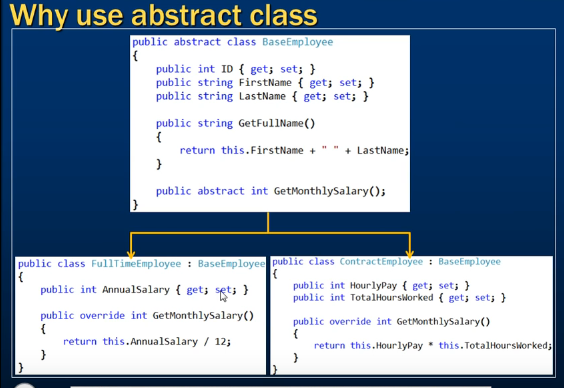 Why use abstract class
public abstract class BaseEmployee
{
public int ID { get; set; }
public string FirstName { get; set; }
public string LastName { get; set; }
public string GetFullName()
{
return this.FirstName + " " + LastName;
}
public abstract int GetMonthlySalary();
}
public class FullTimeEmployee : BaseEmployee
{
public int AnnualSalary { get; set; }
public override int GetMonthlySalary()
{
return this.AnnualSalary / 12;
}
}
public class ContractEmployee : BaseEmployee
{
public int HourlyPay { get; set; }
public int TotalHoursWorked { get; set; }
public override int GetMonthlySalary()
{
return this.HourlyPay * this.TotalHoursWorked;
}
}